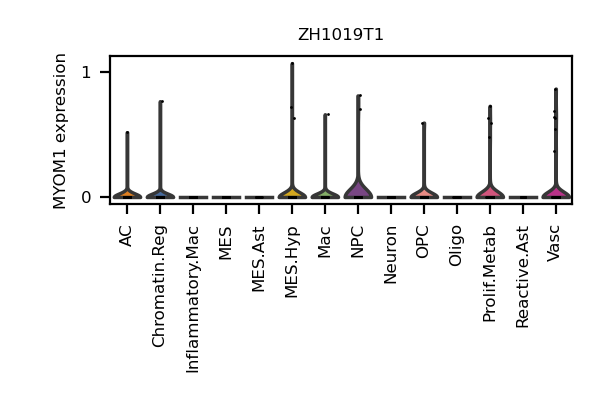 ZH1019T1
MYOM1 expression
1
0
AC
Chromatin.Reg
Inflammatory.Mac
MES
MES.Ast
MES.Hyp
Mac
NPC
Neuron
OPC
Oligo
Prolif.Metab
Reactive.Ast
Vasc